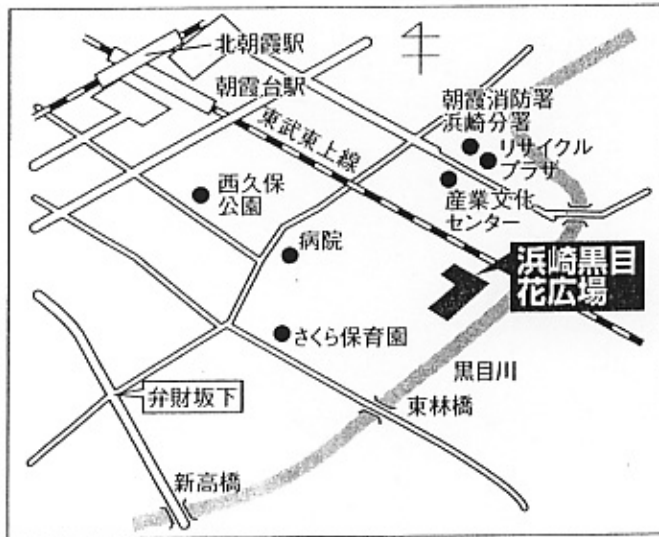 北朝霞駅
朝霞台駅
東武東上線
朝霞消防署
浜崎分署
リサイクル
プラザ
西久保
公園
産業文化
センター
病院
浜崎黒目
花広場
さくら保育園
黒目川
弁財坂下
東林橋
新高橋